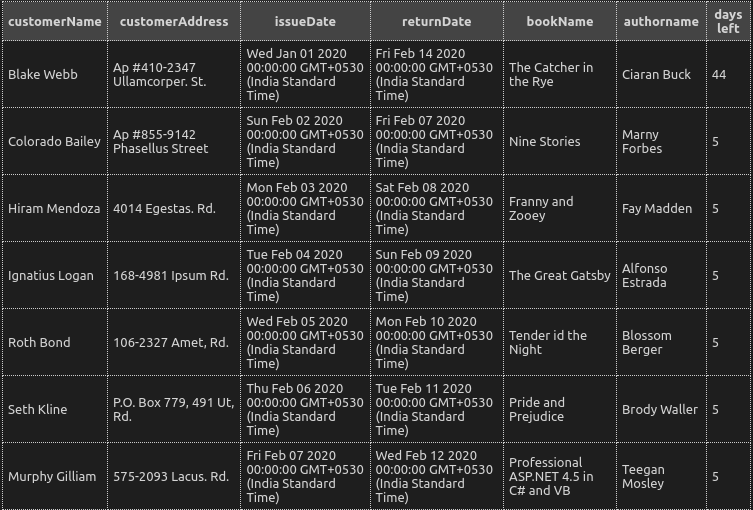 customerName customerAddress issueDate returnDate bookName authorname days left
Blake Webb
Ap #410-2347
Ullamcorper. St.
Wed Jan 01 2020
00:00:00 GMT+0530
(India Standard
Time)
Fri Feb 14 2020
00:00:00 GMT+0530
(India Standard
Time)
The Catcher in
the Rye
Ciaran Buck
44
Colorado Bailey
Ap #855-9142
Phasellus Street
Sun Feb 02 2020
00:00:00 GMT+0530
(India Standard
Time)
Fri Feb 07 2020
00:00:00 GMT+0530
(India Standard
Time)
Nine Stories
Marny
Forbes
5
Hiram Mendoza
4014 Egestas. Rd.
Mon Feb 03 2020
00:00:00 GMT+0530
(India Standard
Time)
Sat Feb 08 2020
00:00:00 GMT+0530
(India Standard
Time)
Franny and
Zooey
Fay Madden
5
Ignatius Logan
168-4981 Ipsum Rd.
Tue Feb 04 2020
00:00:00 GMT+0530
(India Standard
Time)
Sun Feb 09 2020
00:00:00 GMT+0530
(India Standard
Time)
The Great Gatsby
Alfonso
Estrada
5
Roth Bond
106-2327 Amet, Rd.
Wed Feb 05 2020
00:00:00 GMT+0530
(India Standard
Time)
Mon Feb 10 2020
00:00:00 GMT+0530
(India Standard
Time)
Tender id the
Night
Blossom
Berger
5
Seth Kline
P.O. Box 779, 491 Ut,
Rd.
Thu Feb 06 2020
00:00:00 GMT+0530
(India Standard
Time)
Tue Feb 11 2020
00:00:00 GMT+0530
(India Standard
Time)
Pride and
Prejudice
Brody Waller
5
Murphy Gilliam
575-2093 Lacus. Rd.
Fri Feb 07 2020
00:00:00 GMT+0530
(India Standard
Time)
Wed Feb 12 2020
00:00:00 GMT+0530
(India Standard
Time)
Professional
ASP.NET 4.5 in
C# and VB
Teegan
Mosley
5